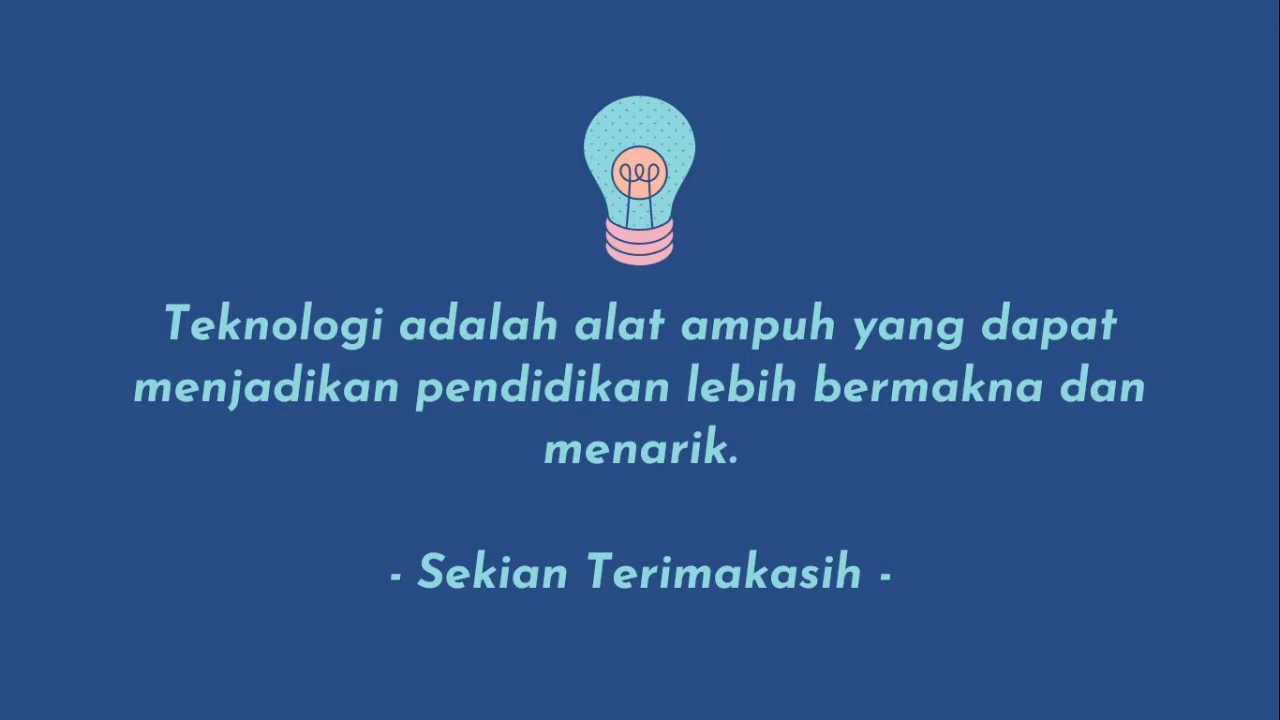 Teknologi adalah alat ampuh yang dapat
menjadikan pendidikan lebih bermakna dan
menarik.
- Sekian Terimakasih -